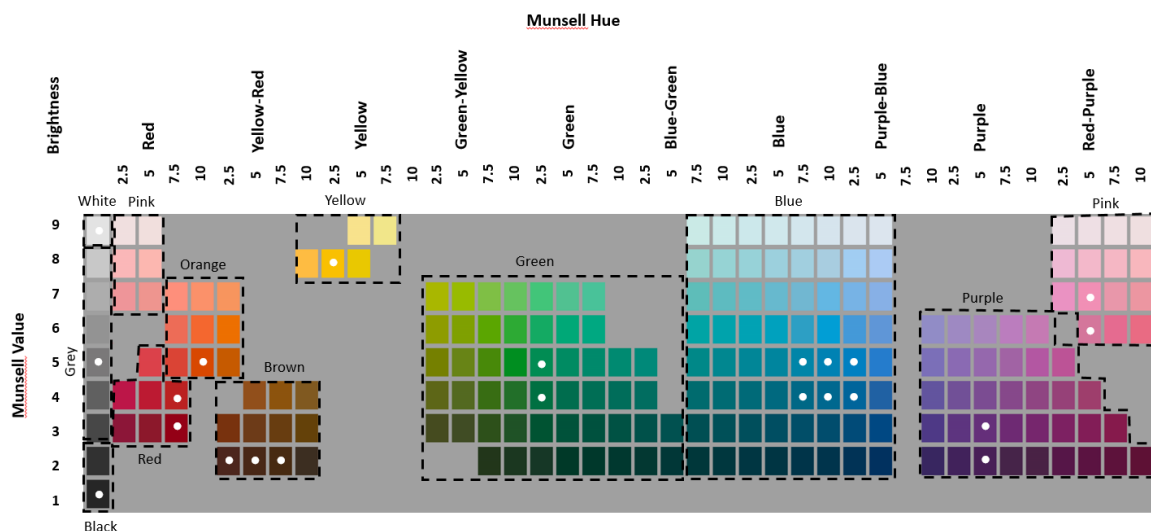 Munsell Hue
Brightness
Red
Yellow-Red
Yellow
Green-Yellow
Green
Blue-Green
Blue
Purple-Blue
Purple
Red-Purple
2.5 5 7.5 10 2.5 5 7.5 10 2.5 5 7.5 10 2.5 5 7.5 10 2.5 5 7.5 10 2.5 5 7.5 10 2.5 5 7.5 10 2.5 5 7.5 10 2.5 5 7.5 10 2.5 5 7.5 10
White Pink Yellow Blue Pink
9
8
Orange Green
7
Purple
6
Munsell Value
Grey
5
Brown
4
3
Red
2
1
Black